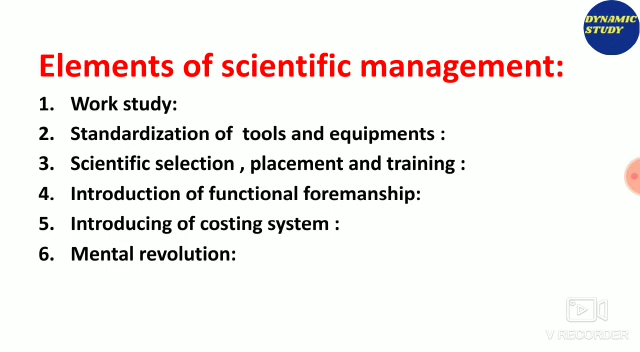 DYNAMIC
STUDY
Elements of scientific management:
1. Work study:
2. Standardization of tools and equipments :
3. Scientific selection , placement and training :
4. Introduction of functional foremanship:
5. Introducing of costing system :
6. Mental revolution:
V RECORDER